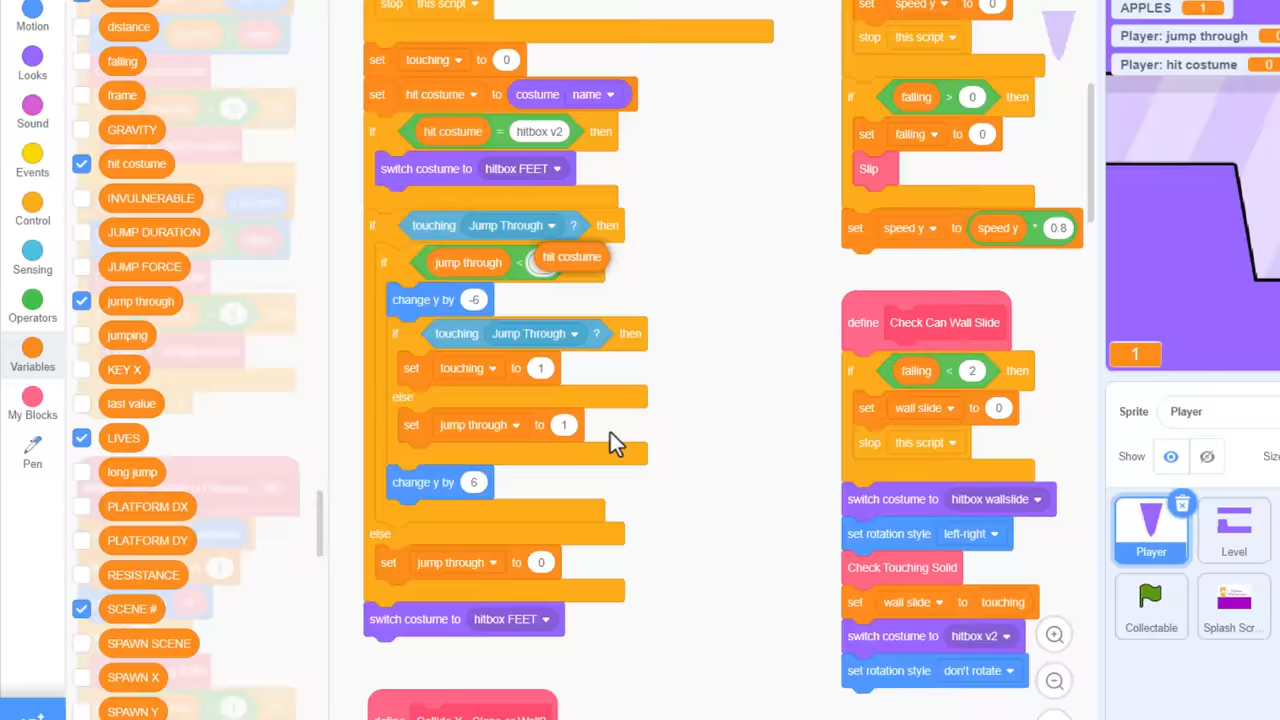 Motion
Looks
Sound
Events
Control
Sensing
Operators
Variables
My Blocks
Pen
distance
falling
frame
GRAVITY
hit costume
INVULNERABLE
JUMP DURATION
JUMP FORCE
jump through
jumping
KEY X
last value
LIVES
long jump
PLATFORM DX
PLATFORM DY
RESISTANCE
SCENE #
SPAWN SCENE
SPAWN X
SPAWN Y
stop this script
set touching to 0
set hit costume to costume name
if hit costume = hitbox v2 then
switch costume to hitbox FEET
if touching Jump Through ? then
if jump through < hit costume
change y by -6
if touching Jump Through ? then
set touching to 1
else
set jump through to 1
change y by 6
else
set jump through to 0
switch costume to hitbox FEET
set speed y to 0
stop this script
if falling > 0 then
set falling to 0
Slip
set speed y to speed y * 0.8
define Check Can Wall Slide
if falling < 2 then
set wall slide to 0
stop this script
switch costume to hitbox wallslide
set rotation style left-right
Check Touching Solid
set wall slide to touching
switch costume to hitbox v2
set rotation style don't rotate
APPLES 1
Player: jump through
Player: hit costume 0
1
Sprite Player
Show
Player
Level
Collectable
Splash Scr...